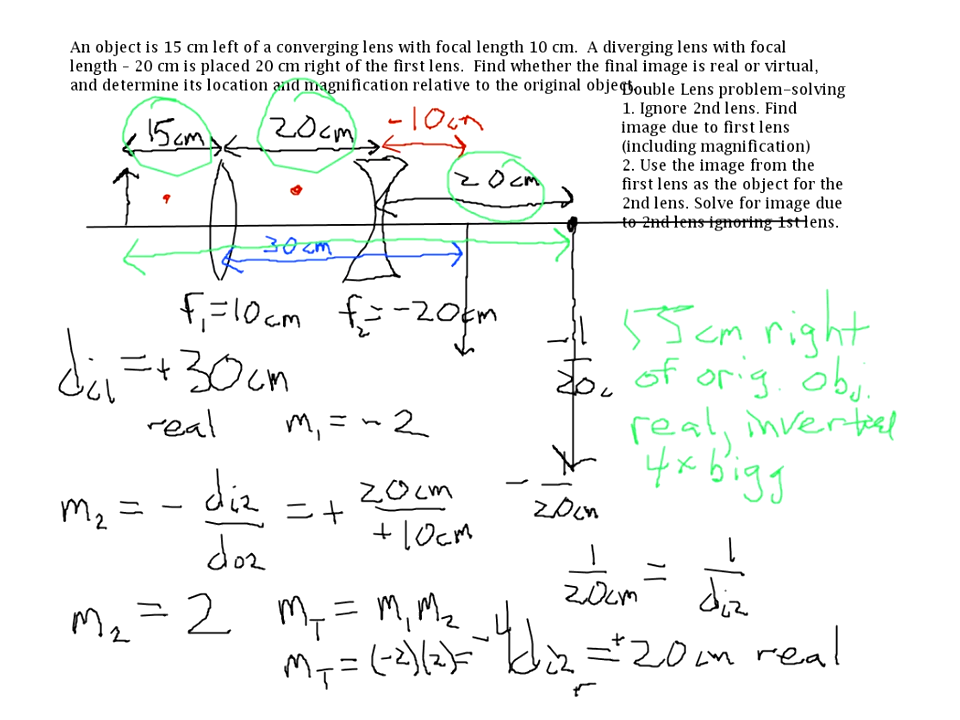 An object is 15 cm left of a converging lens with focal length 10 cm. A diverging lens with focal
length – 20 cm is placed 20 cm right of the first lens. Find whether the final image is real or virtual,
and determine its location and magnification relative to the original object.
Double Lens problem-solving
1. Ignore 2nd lens. Find
image due to first lens
(including magnification)
2. Use the image from the
first lens as the object for the
2nd lens. Solve for image due
to 2nd lens ignoring 1st lens.
15cm 20cm -10cm
20cm
30cm
f₁=10cm f₂=-20cm
di1=+30cm
real m₁=-2
55cm right
of orig. obj.
real, inverted
4x bigg
m₂ = - di2/do2 = + 20cm/+10cm
-1/20cm
1/20cm = 1/di2
m₂ = 2 m_T = m₁m₂
m_T = (-2)(2)= -4
di2 = +20cm real